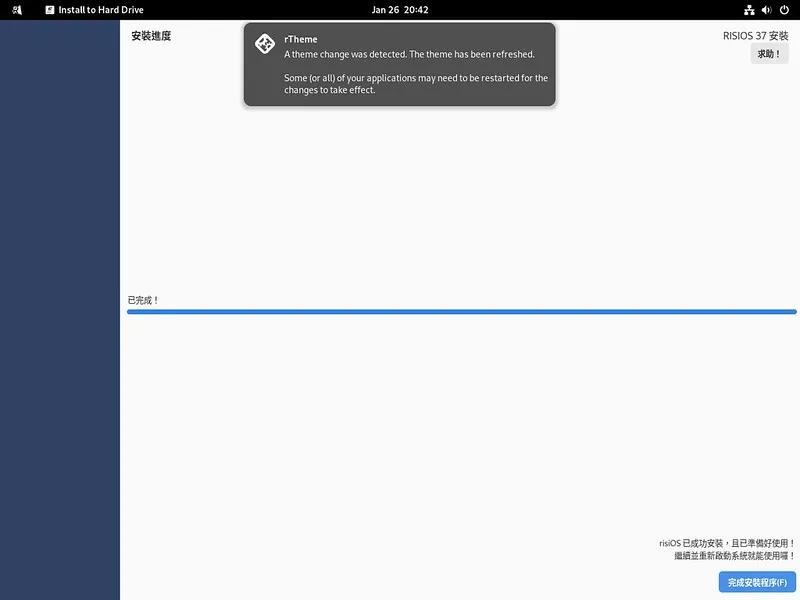 Install to Hard Drive
Jan 26 20:42
安裝進度
RISIOS 37 安裝
求助！
rTheme
A theme change was detected. The theme has been refreshed.
Some (or all) of your applications may need to be restarted for the
changes to take effect.
已完成！
risiOS 已成功安裝，且已準備好使用！
繼續並重新啟動系統就能使用囉！
完成安裝程序(F)